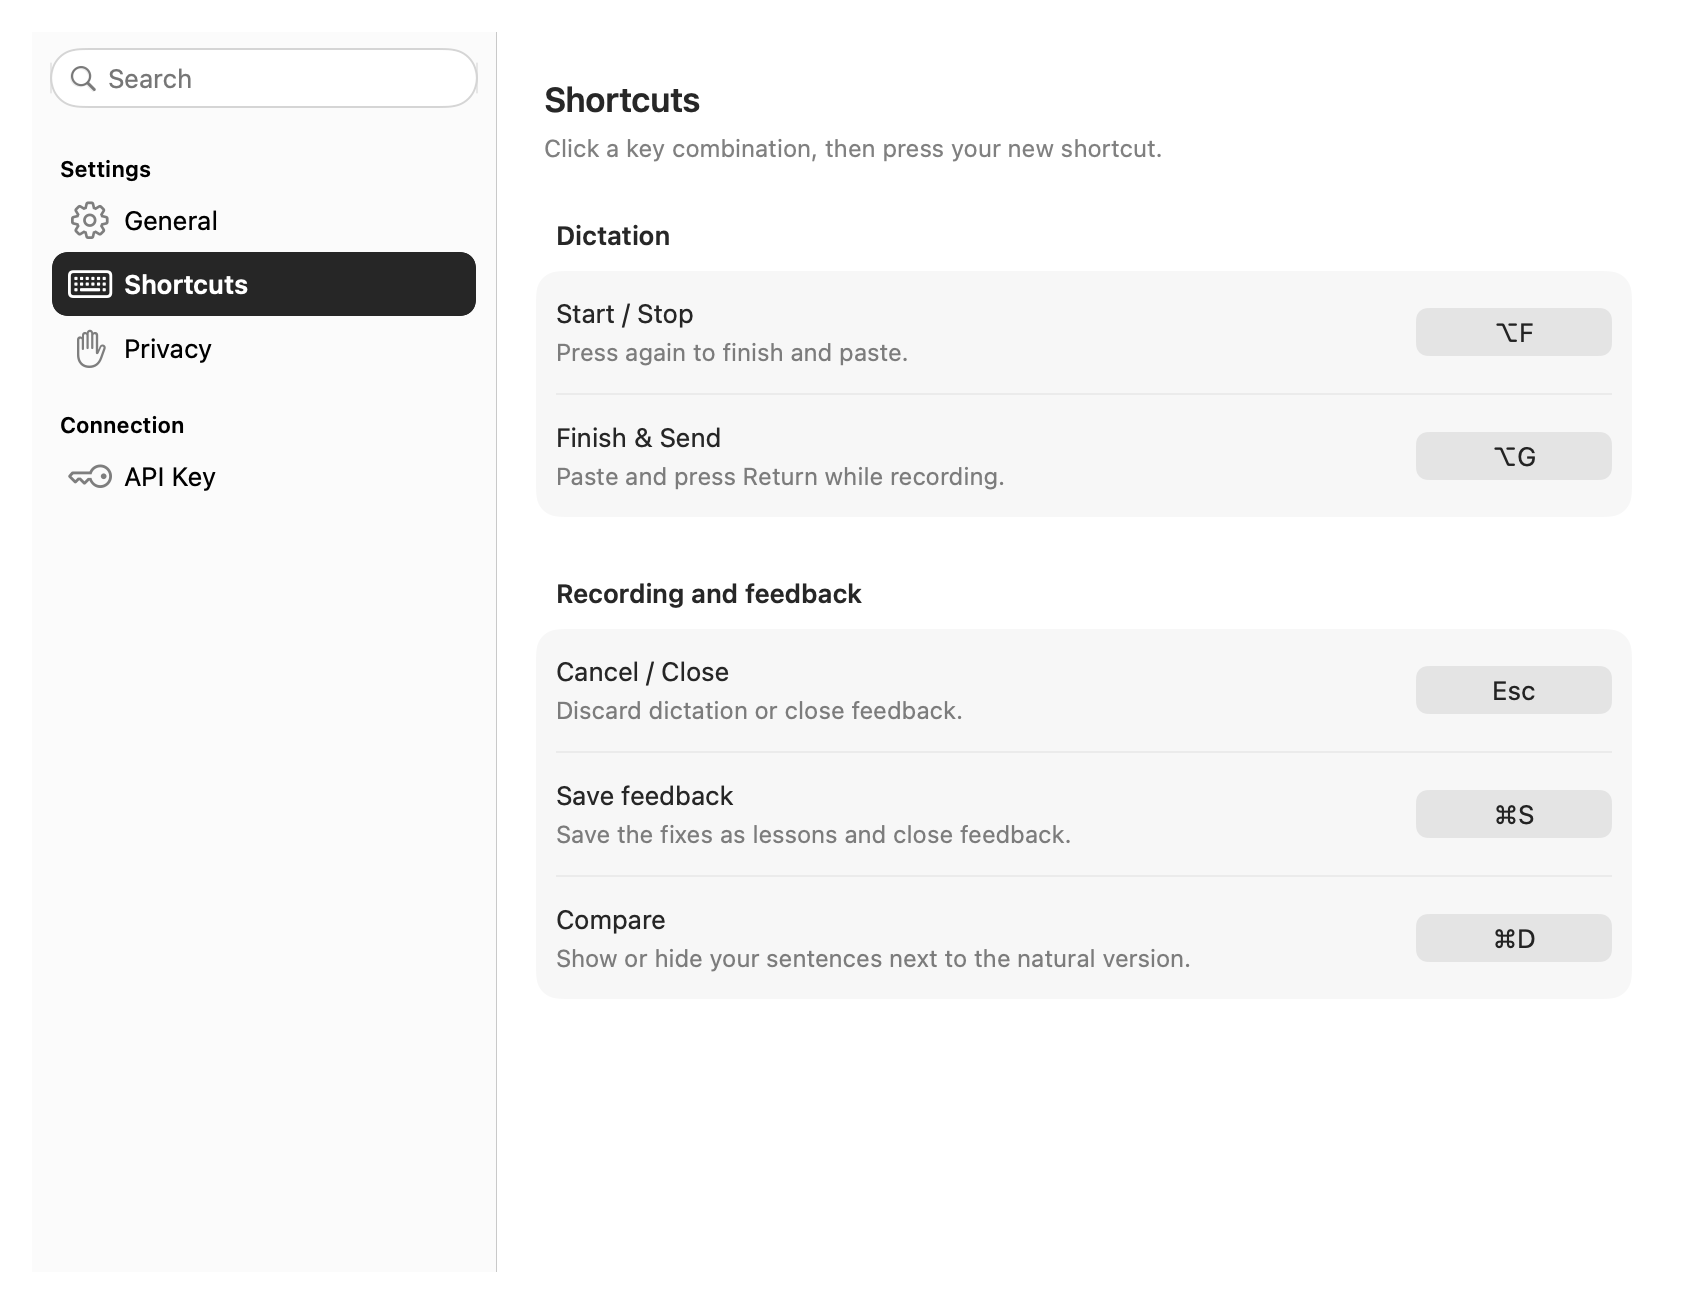 Search
Settings
General
Shortcuts
Privacy
Connection
API Key
Shortcuts
Click a key combination, then press your new shortcut.
Dictation
Start / Stop
Press again to finish and paste.
⌥F
Finish & Send
Paste and press Return while recording.
⌥G
Recording and feedback
Cancel / Close
Discard dictation or close feedback.
Esc
Save feedback
Save the fixes as lessons and close feedback.
⌘S
Compare
Show or hide your sentences next to the natural version.
⌘D